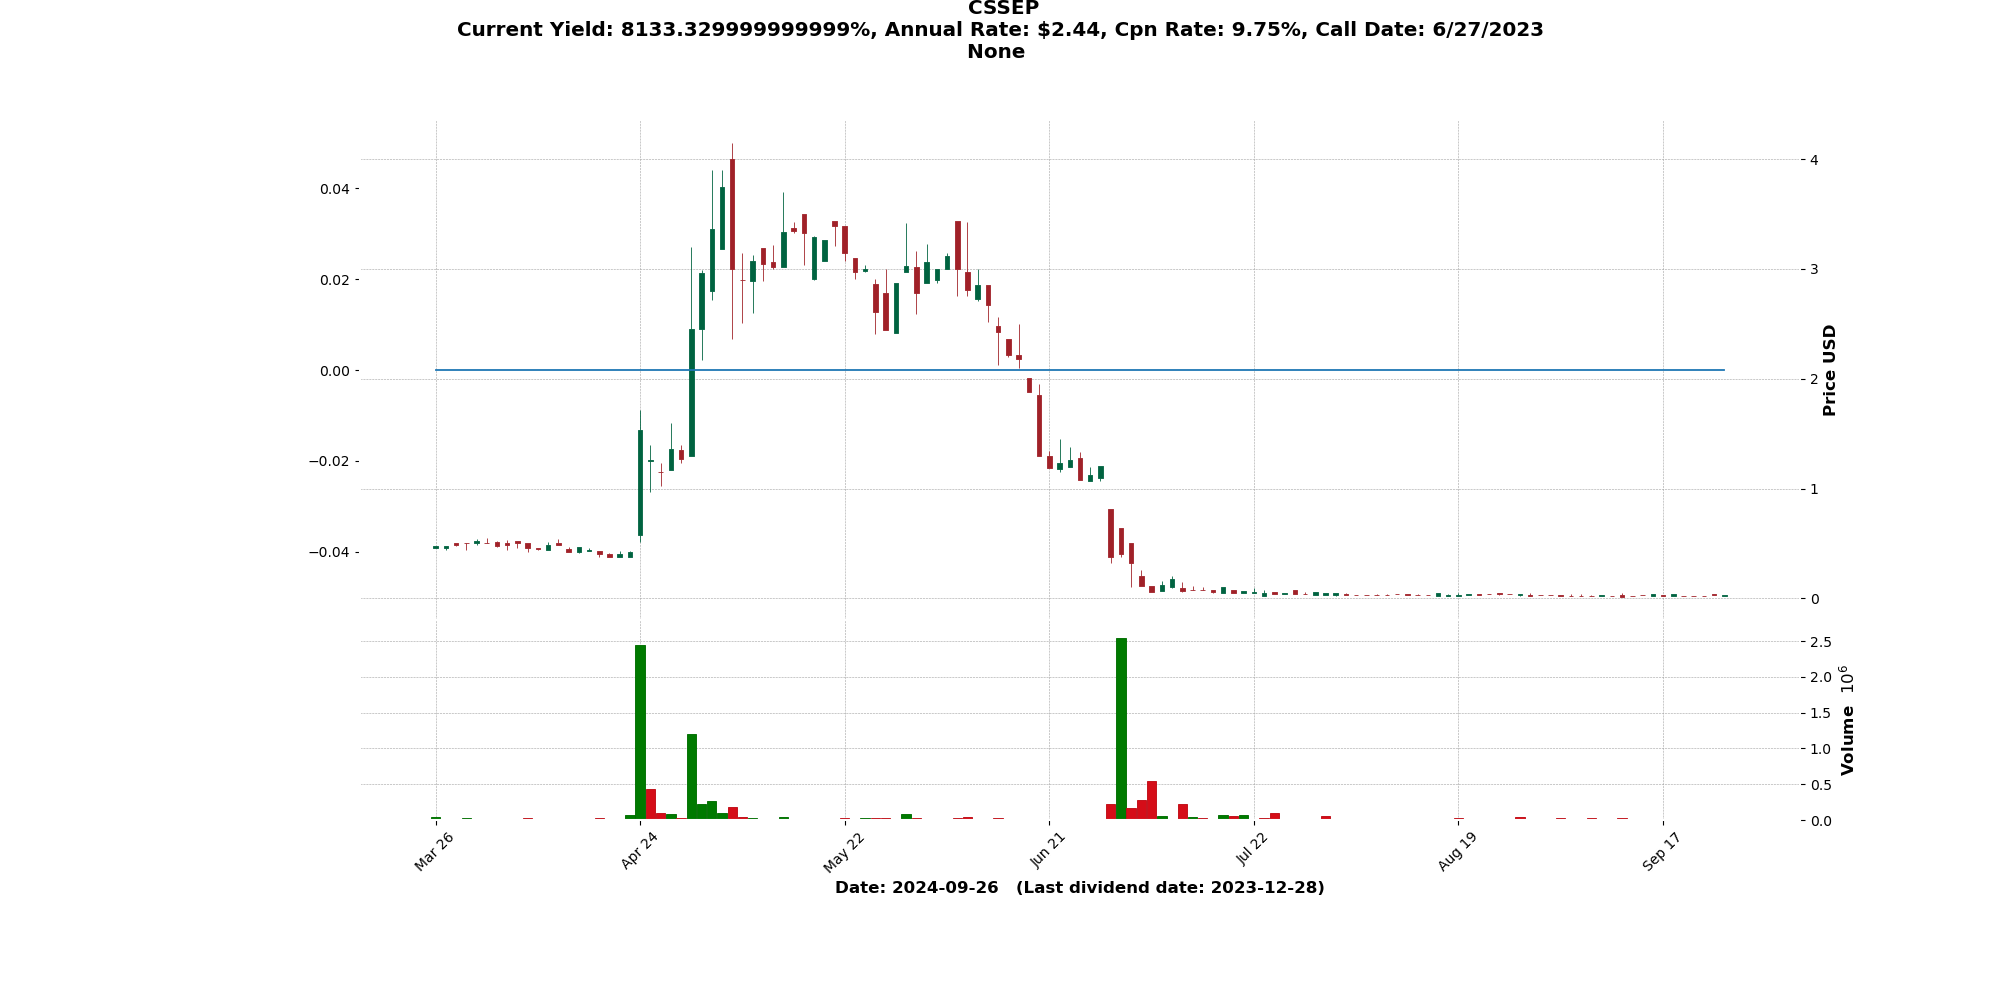 CSSEP
Current Yield: 8133.329999999999%, Annual Rate: $2.44, Cpn Rate: 9.75%, Call Date: 6/27/2023
None
0.04
0.02
0.00
−0.02
−0.04
4
3
2
1
0
Price USD
2.5
2.0
1.5
1.0
0.5
0.0
Volume 10^6
Mar 26
Apr 24
May 22
Jun 21
Jul 22
Aug 19
Sep 17
Date: 2024-09-26 (Last dividend date: 2023-12-28)